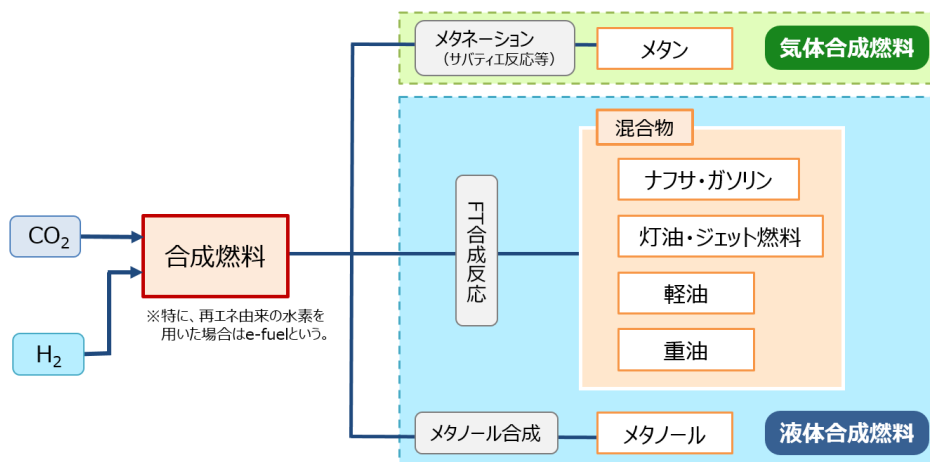 メタネーション
(サバティエ反応等)
メタン
気体合成燃料
混合物
ナフサ・ガソリン
灯油・ジェット燃料
軽油
重油
FT合成反応
CO₂
H₂
合成燃料
※特に、再エネ由来の水素を
用いた場合はe-fuelという。
メタノール合成
メタノール
液体合成燃料